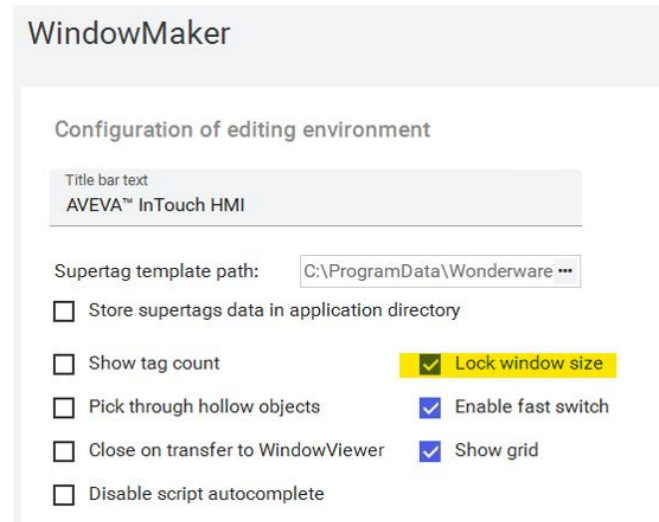 WindowMaker
Configuration of editing environment
Title bar text
AVEVA™ InTouch HMI
Supertag template path: C:\ProgramData\Wonderware ...
Store supertags data in application directory
Show tag count
Lock window size
Pick through hollow objects
Enable fast switch
Close on transfer to WindowViewer
Show grid
Disable script autocomplete